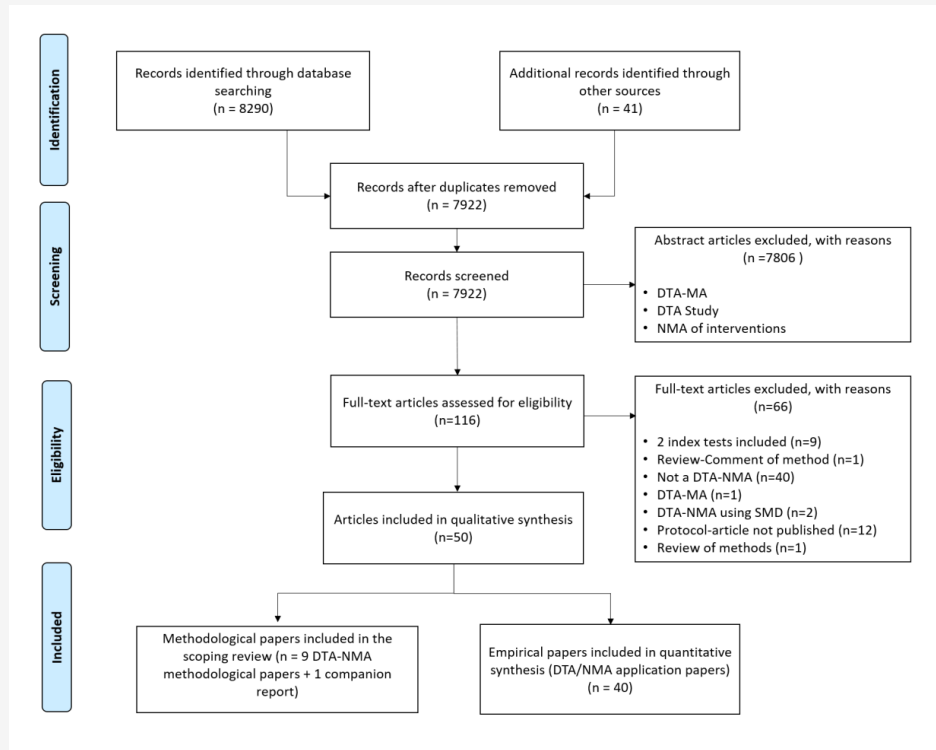 Identification
Records identified through database
searching
(n = 8290)
Additional records identified through
other sources
(n = 41)
Records after duplicates removed
(n = 7922)
Screening
Records screened
(n = 7922)
Abstract articles excluded, with reasons
(n =7806 )
• DTA-MA
• DTA Study
• NMA of interventions
Eligibility
Full-text articles assessed for eligibility
(n=116)
Full-text articles excluded, with reasons
(n=66)
• 2 index tests included (n=9)
• Review-Comment of method (n=1)
• Not a DTA-NMA (n=40)
• DTA-MA (n=1)
• DTA-NMA using SMD (n=2)
• Protocol-article not published (n=12)
• Review of methods (n=1)
Articles included in qualitative synthesis
(n=50)
Included
Methodological papers included in the
scoping review (n = 9 DTA-NMA
methodological papers + 1 companion
report)
Empirical papers included in quantitative
synthesis (DTA/NMA application papers)
(n = 40)